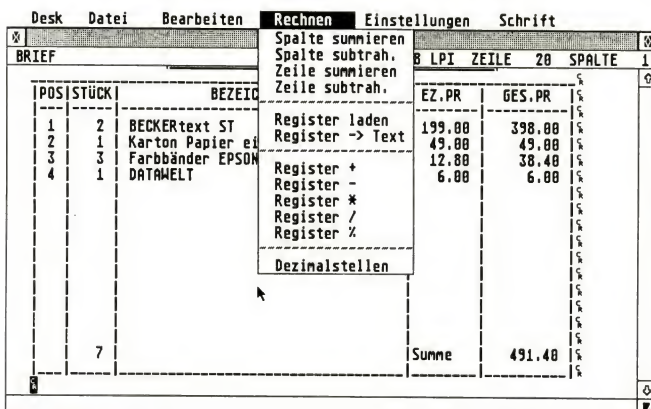 Desk Datei Bearbeiten Rechnen Einstellungen Schrift
Spalte summieren
Spalte subtrah.
Zeile summieren
Zeile subtrah.
Register laden
Register -> Text
Register +
Register -
Register *
Register /
Register %
Dezimalstellen
BRIEF LPI ZEILE 20 SPALTE 1
POS STüCK BEZEIC EZ.PR GES.PR
1 2 BECKERtext ST 199.00 398.00
2 1 Karton Papier ei 49.00 49.00
3 3 Farbbänder EPSON 12.80 38.40
4 1 DATAWELT 6.00 6.00
7 Summe 491.40